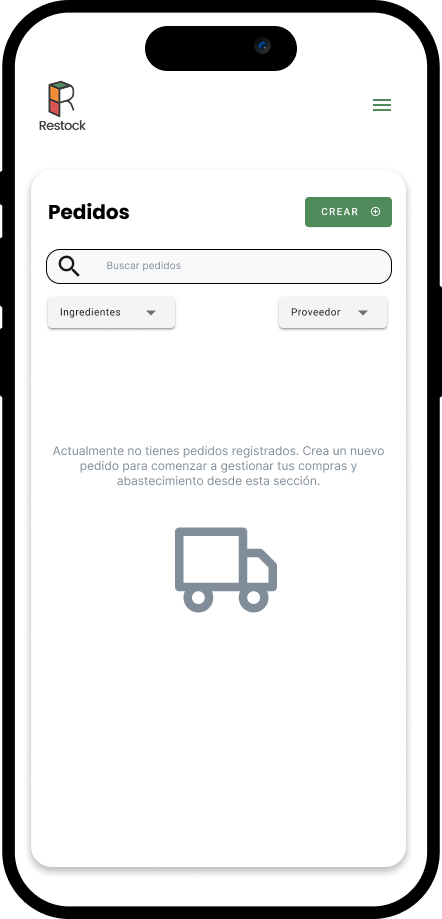 Restock
Pedidos
CREAR
Buscar pedidos
Ingredientes
Proveedor
Actualmente no tienes pedidos registrados. Crea un nuevo
pedido para comenzar a gestionar tus compras y
abastecimiento desde esta sección.